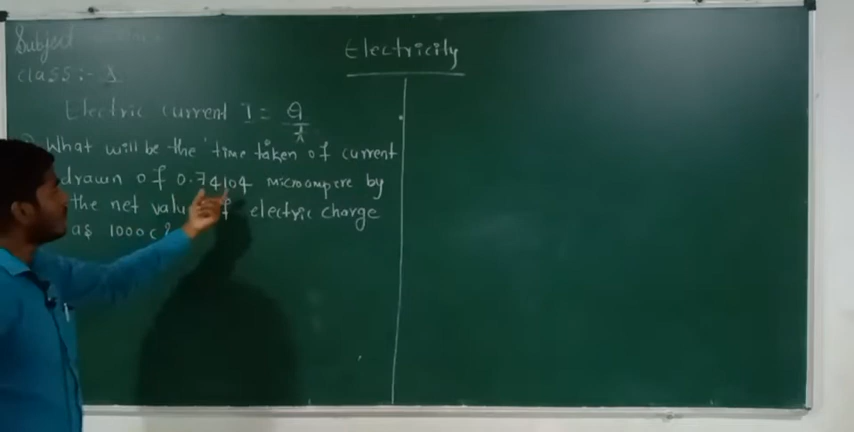 Subject
Class:- X
Electricity
Electric current I = Q/t
What will be the time taken of current
drawn of 0.74104 microampere by
the net value of electric charge
as 1000c?